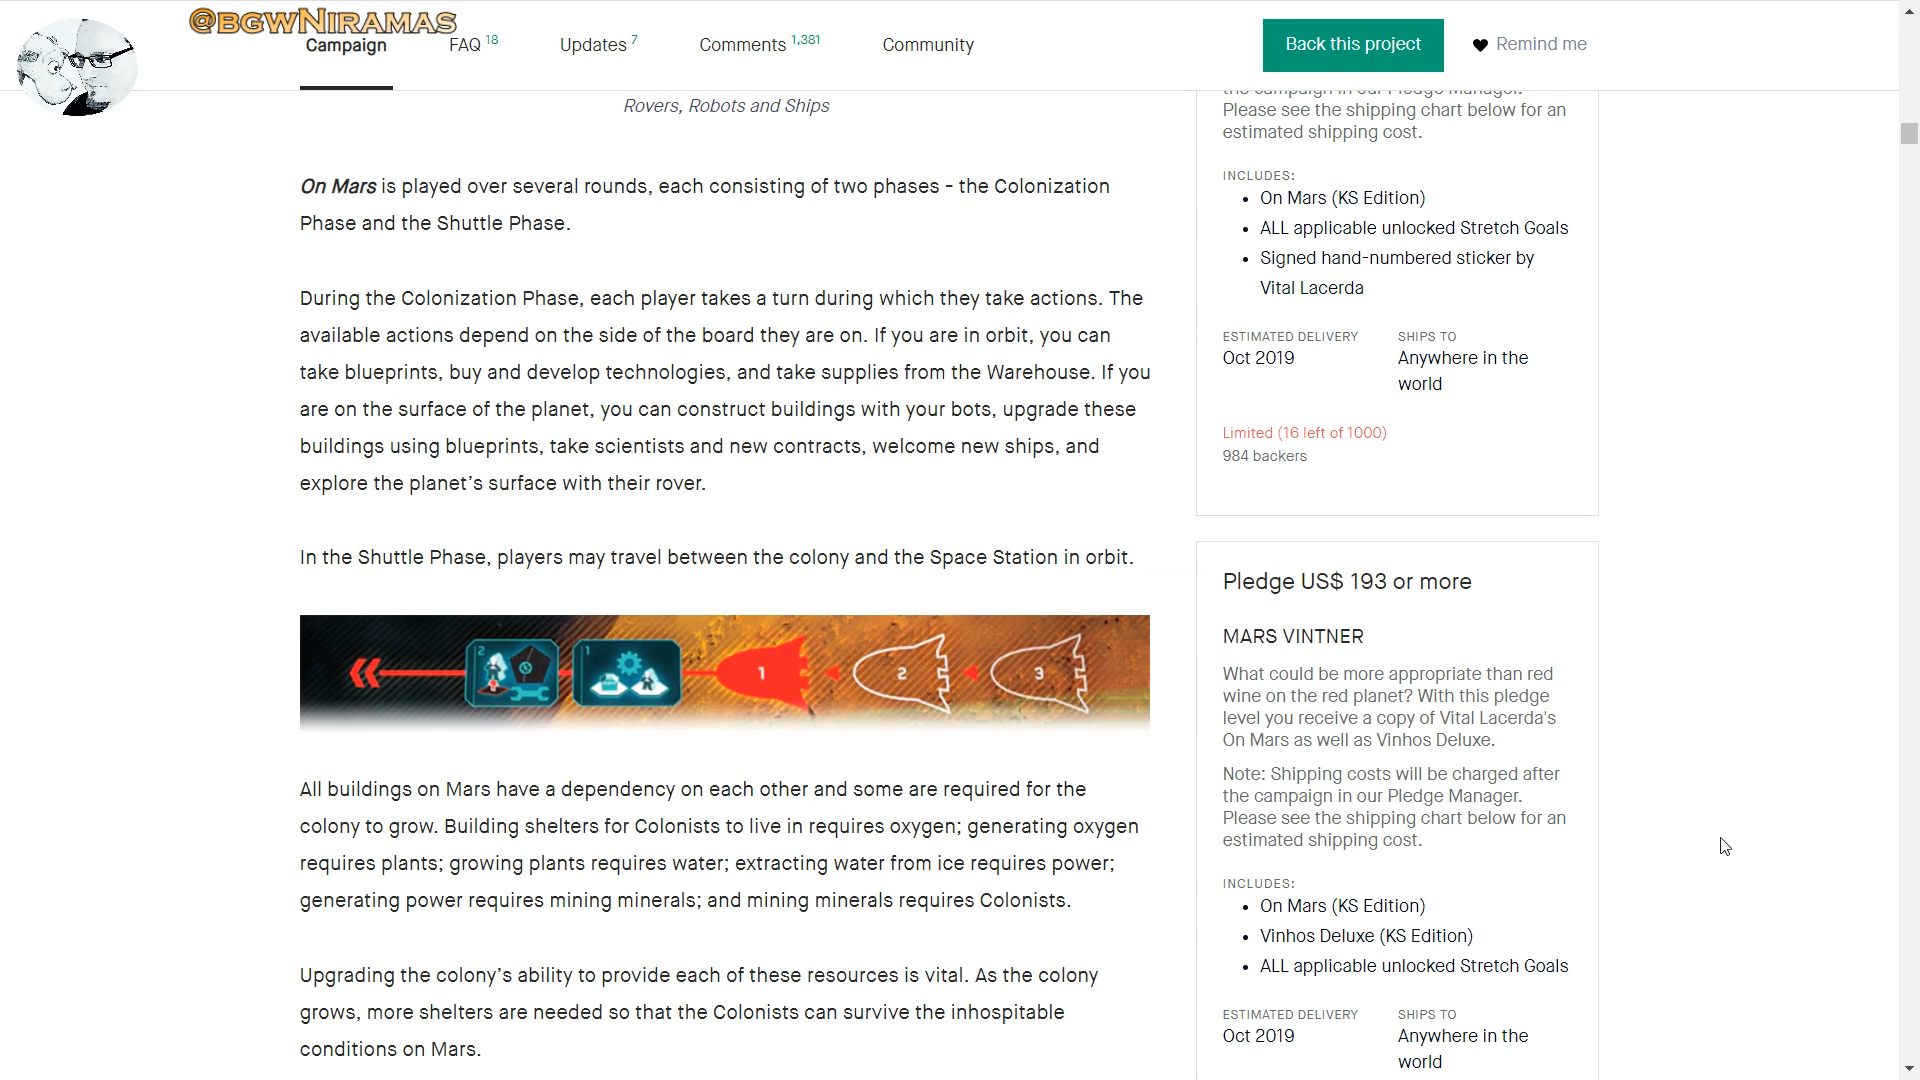 @BGWNIRAMAS
Campaign
FAQ 18
Updates 7
Comments 1,381
Community
Back this project
Remind me
Rovers, Robots and Ships
On Mars is played over several rounds, each consisting of two phases - the Colonization
Phase and the Shuttle Phase.
During the Colonization Phase, each player takes a turn during which they take actions. The
available actions depend on the side of the board they are on. If you are in orbit, you can
take blueprints, buy and develop technologies, and take supplies from the Warehouse. If you
are on the surface of the planet, you can construct buildings with your bots, upgrade these
buildings using blueprints, take scientists and new contracts, welcome new ships, and
explore the planet’s surface with their rover.
In the Shuttle Phase, players may travel between the colony and the Space Station in orbit.
2
1
1
2
3
All buildings on Mars have a dependency on each other and some are required for the
colony to grow. Building shelters for Colonists to live in requires oxygen; generating oxygen
requires plants; growing plants requires water; extracting water from ice requires power;
generating power requires mining minerals; and mining minerals requires Colonists.
Upgrading the colony’s ability to provide each of these resources is vital. As the colony
grows, more shelters are needed so that the Colonists can survive the inhospitable
conditions on Mars.
the campaign in our Pledge Manager.
Please see the shipping chart below for an
estimated shipping cost.
INCLUDES:
• On Mars (KS Edition)
• ALL applicable unlocked Stretch Goals
• Signed hand-numbered sticker by
Vital Lacerda
ESTIMATED DELIVERY
Oct 2019
SHIPS TO
Anywhere in the
world
Limited (16 left of 1000)
984 backers
Pledge US$ 193 or more
MARS VINTNER
What could be more appropriate than red
wine on the red planet? With this pledge
level you receive a copy of Vital Lacerda's
On Mars as well as Vinhos Deluxe.
Note: Shipping costs will be charged after
the campaign in our Pledge Manager.
Please see the shipping chart below for an
estimated shipping cost.
INCLUDES:
• On Mars (KS Edition)
• Vinhos Deluxe (KS Edition)
• ALL applicable unlocked Stretch Goals
ESTIMATED DELIVERY
Oct 2019
SHIPS TO
Anywhere in the
world